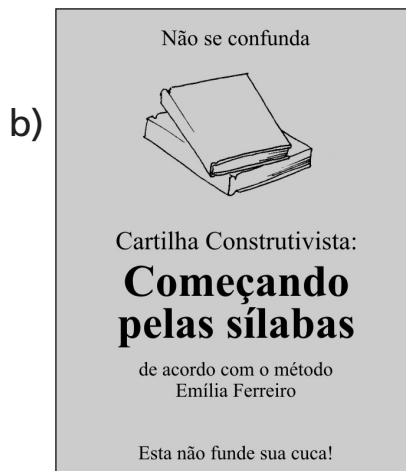 Não se confunda
b)
Cartilha Construtivista:
Começando
pelas sílabas
de acordo com o método
Emília Ferreiro
Esta não funde sua cuca!